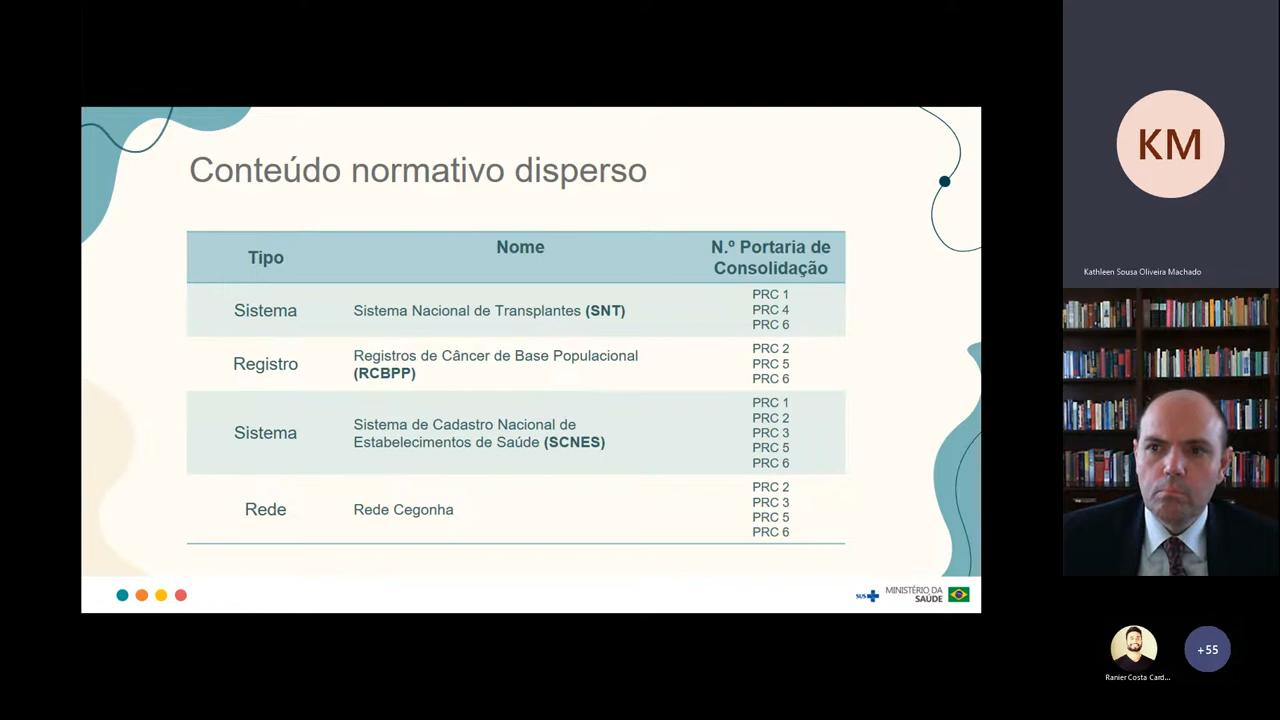 Conteúdo normativo disperso
Tipo
Nome
N.º Portaria de
Consolidação
Sistema
Sistema Nacional de Transplantes (SNT)
PRC 1
PRC 4
PRC 6
Registro
Registros de Câncer de Base Populacional
(RCBPP)
PRC 2
PRC 5
PRC 6
Sistema
Sistema de Cadastro Nacional de
Estabelecimentos de Saúde (SCNES)
PRC 1
PRC 2
PRC 3
PRC 5
PRC 6
Rede
Rede Cegonha
PRC 2
PRC 3
PRC 5
PRC 6
SUS
MINISTÉRIO DA
SAÚDE
KM
Kathleen Sousa Oliveira Machado
+55
Ranier Costa Card...